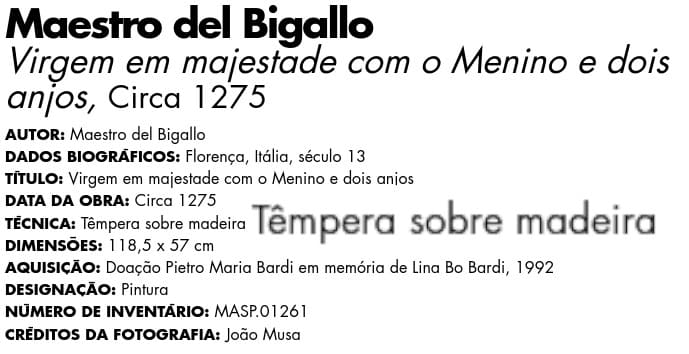 Maestro del Bigallo
Virgem em majestade com o Menino e dois
anjos, Circa 1275
AUTOR: Maestro del Bigallo
DADOS BIOGRÁFICOS: Florença, Itália, século 13
TÍTULO: Virgem em majestade com o Menino e dois anjos
DATA DA OBRA: Circa 1275
TÉCNICA: Têmpera sobre madeira
Têmpera sobre madeira
DIMENSÕES: 118,5 x 57 cm
AQUISIÇÃO: Doação Pietro Maria Bardi em memória de Lina Bo Bardi, 1992
DESIGNAÇÃO: Pintura
NÚMERO DE INVENTÁRIO: MASP.01261
CRÉDITOS DA FOTOGRAFIA: João Musa